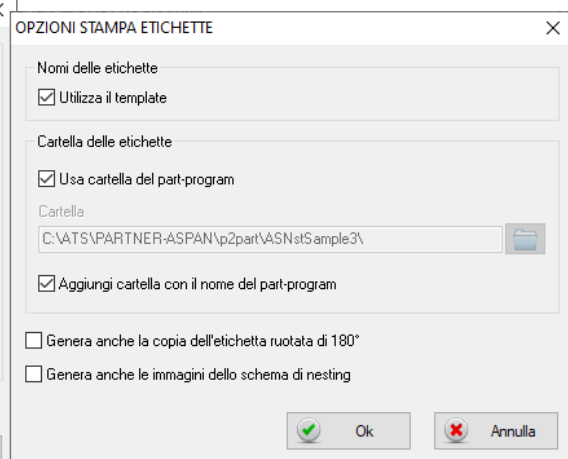 OPZIONI STAMPA ETICHETTE
Nomi delle etichette
Utilizza il template
Cartella delle etichette
Usa cartella del part-program
Cartella
C:\ATS\PARTNER-ASPAN\p2part\ASNstSample3\
Aggiungi cartella con il nome del part-program
Genera anche la copia dell'etichetta ruotata di 180°
Genera anche le immagini dello schema di nesting
Ok
Annulla